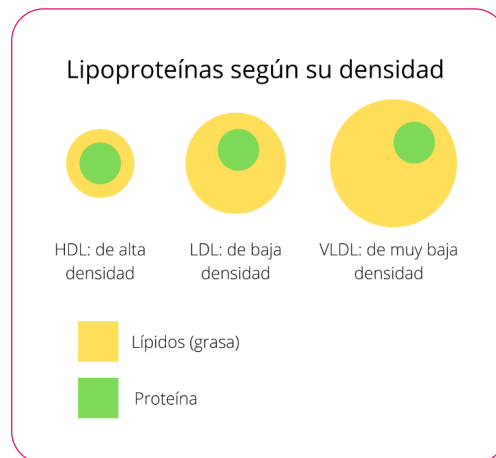 Lipoproteínas según su densidad
HDL: de alta
densidad
LDL: de baja
densidad
VLDL: de muy baja
densidad
Lípidos (grasa)
Proteína